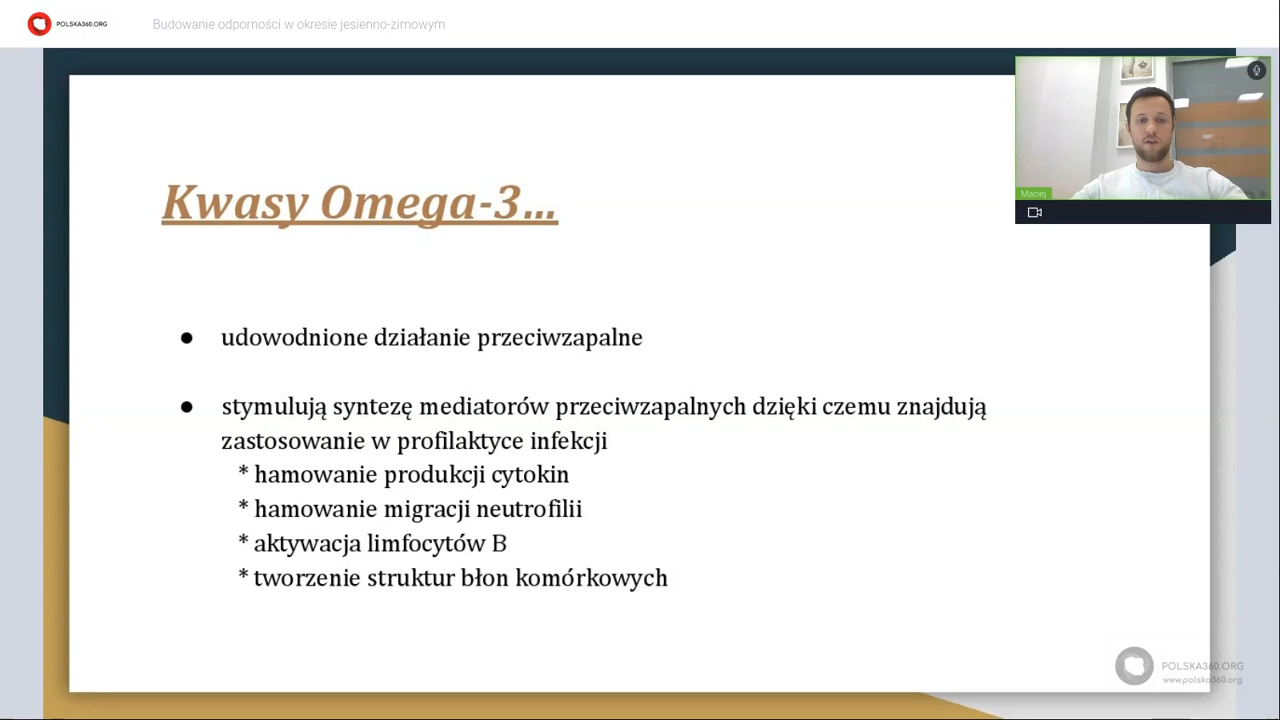 POLSKA360.ORG
Budowanie odporności w okresie jesienno-zimowym
Maciej
Kwasy Omega-3...
● udowodnione działanie przeciwzapalne
● stymulują syntezę mediatorów przeciwzapalnych dzięki czemu znajdują
zastosowanie w profilaktyce infekcji
* hamowanie produkcji cytokin
* hamowanie migracji neutrofilii
* aktywacja limfocytów B
* tworzenie struktur błon komórkowych
POLSKA360.ORG
www.polska360.org